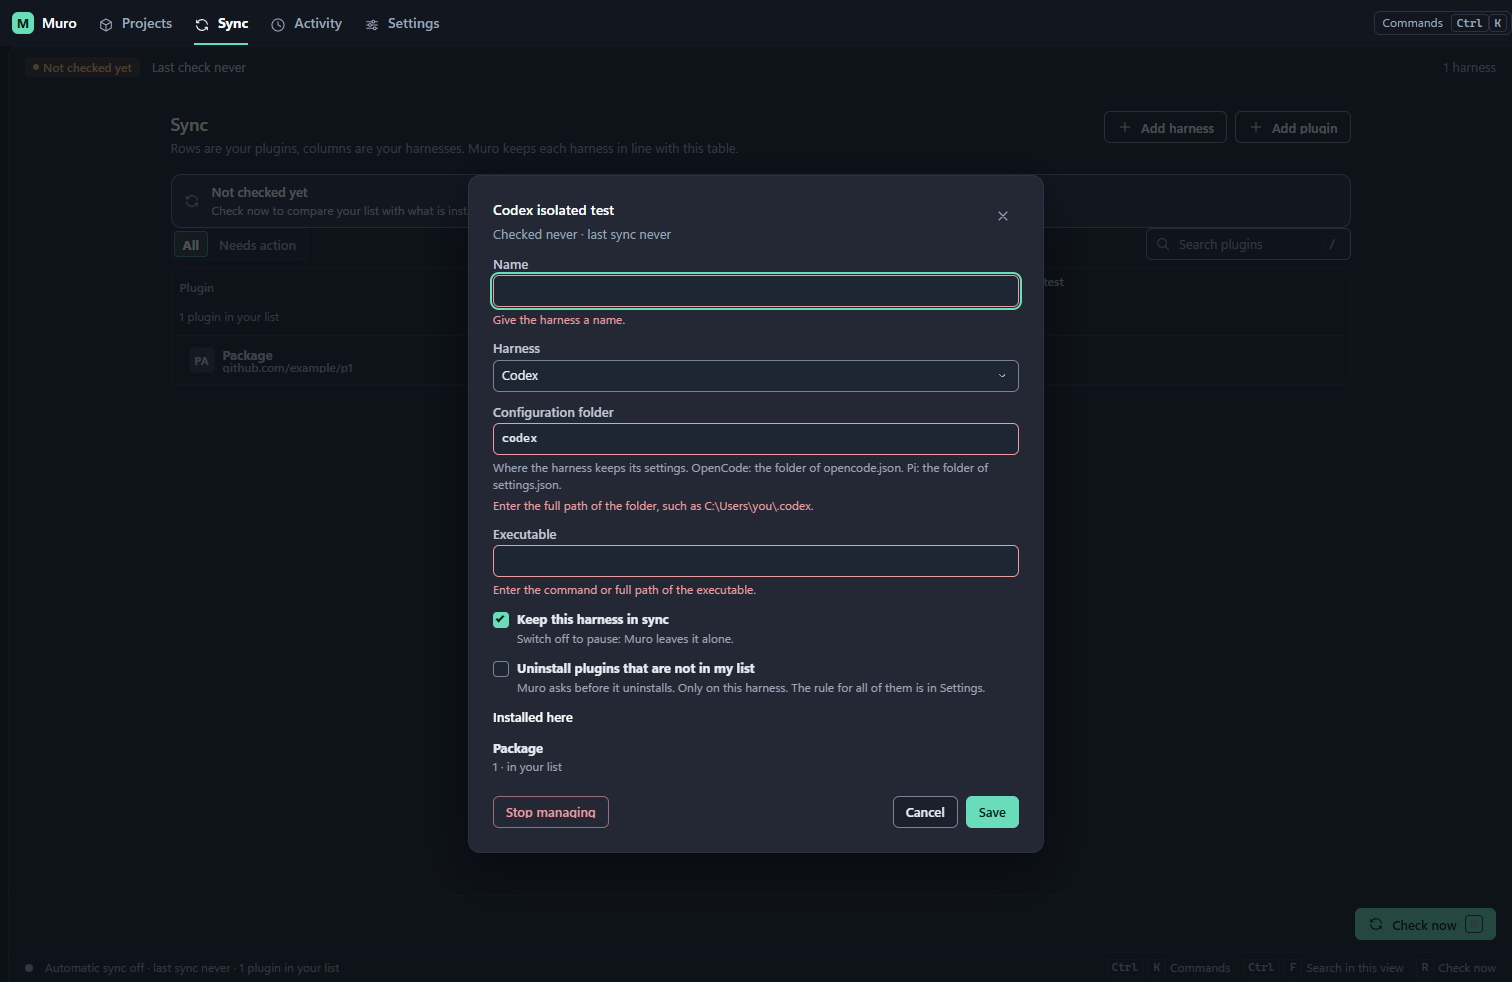 M Muro Projects Sync Activity Settings Commands Ctrl K
Not checked yet Last check never 1 harness
Sync
Add harness Add plugin
Rows are your plugins, columns are your harnesses. Muro keeps each harness in line with this table.
Not checked yet
Check now to compare your list with what is inst
All Needs action
Search plugins /
Plugin
test
1 plugin in your list
PA Package
github.com/example/p1
Codex isolated test
Checked never · last sync never
Name
Give the harness a name.
Harness
Codex
Configuration folder
codex
Where the harness keeps its settings. OpenCode: the folder of opencode.json. Pi: the folder of
settings.json.
Enter the full path of the folder, such as C:\Users\you\.codex.
Executable
Enter the command or full path of the executable.
Keep this harness in sync
Switch off to pause: Muro leaves it alone.
Uninstall plugins that are not in my list
Muro asks before it uninstalls. Only on this harness. The rule for all of them is in Settings.
Installed here
Package
1 · in your list
Stop managing Cancel Save
Check now
Automatic sync off · last sync never · 1 plugin in your list Ctrl K Commands Ctrl F Search in this view R Check now